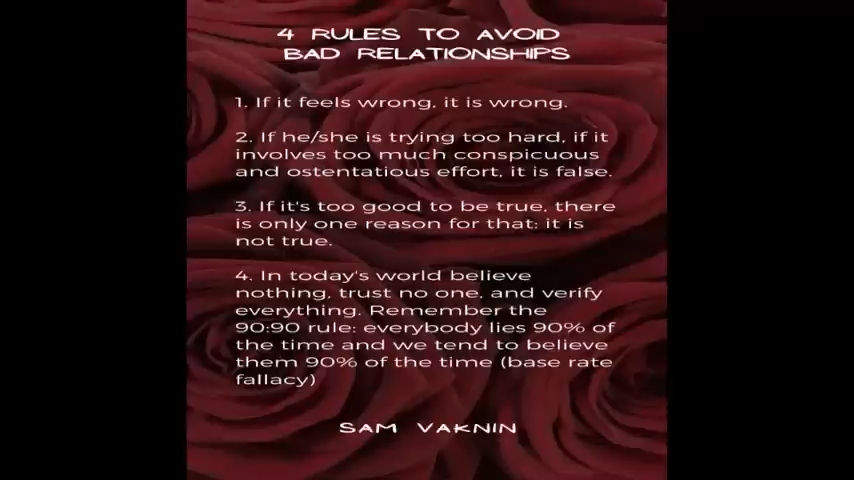 4 RULES TO AVOID
BAD RELATIONSHIPS
1. If it feels wrong, it is wrong.
2. If he/she is trying too hard, if it
involves too much conspicuous
and ostentatious effort, it is false.
3. If it's too good to be true, there
is only one reason for that: it is
not true.
4. In today's world believe
nothing, trust no one, and verify
everything. Remember the
90:90 rule: everybody lies 90% of
the time and we tend to believe
them 90% of the time (base rate
fallacy)
SAM VAKNIN